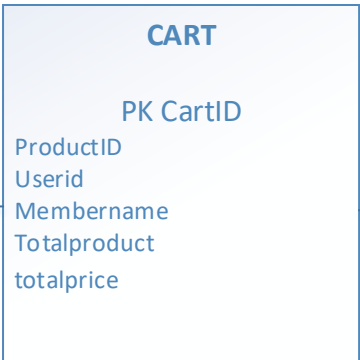 CART
PK CartID
ProductID
Userid
Membername
Totalproduct
totalprice